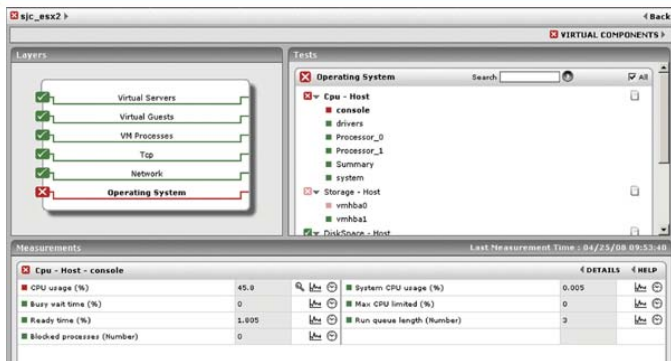 sjc_esx2
Back
VIRTUAL COMPONENTS
Layers
Virtual Servers
Virtual Guests
VM Processes
Tcp
Network
Operating System
Tests
Operating System Search All
Cpu - Host
console
drivers
Processor_0
Processor_1
Summary
system
Storage - Host
vmhba0
vmhba1
DiskSpace - Host
Measurements Last Measurement Time : 04/25/08 09:53:40
Cpu - Host - console DETAILS HELP
CPU usage (%) 45.8 System CPU usage (%) 0.005
Busy wait time (%) 0 Max CPU limited (%) 0
Ready time (%) 1.805 Run queue length (Number) 3
Blocked processes (Number) 0